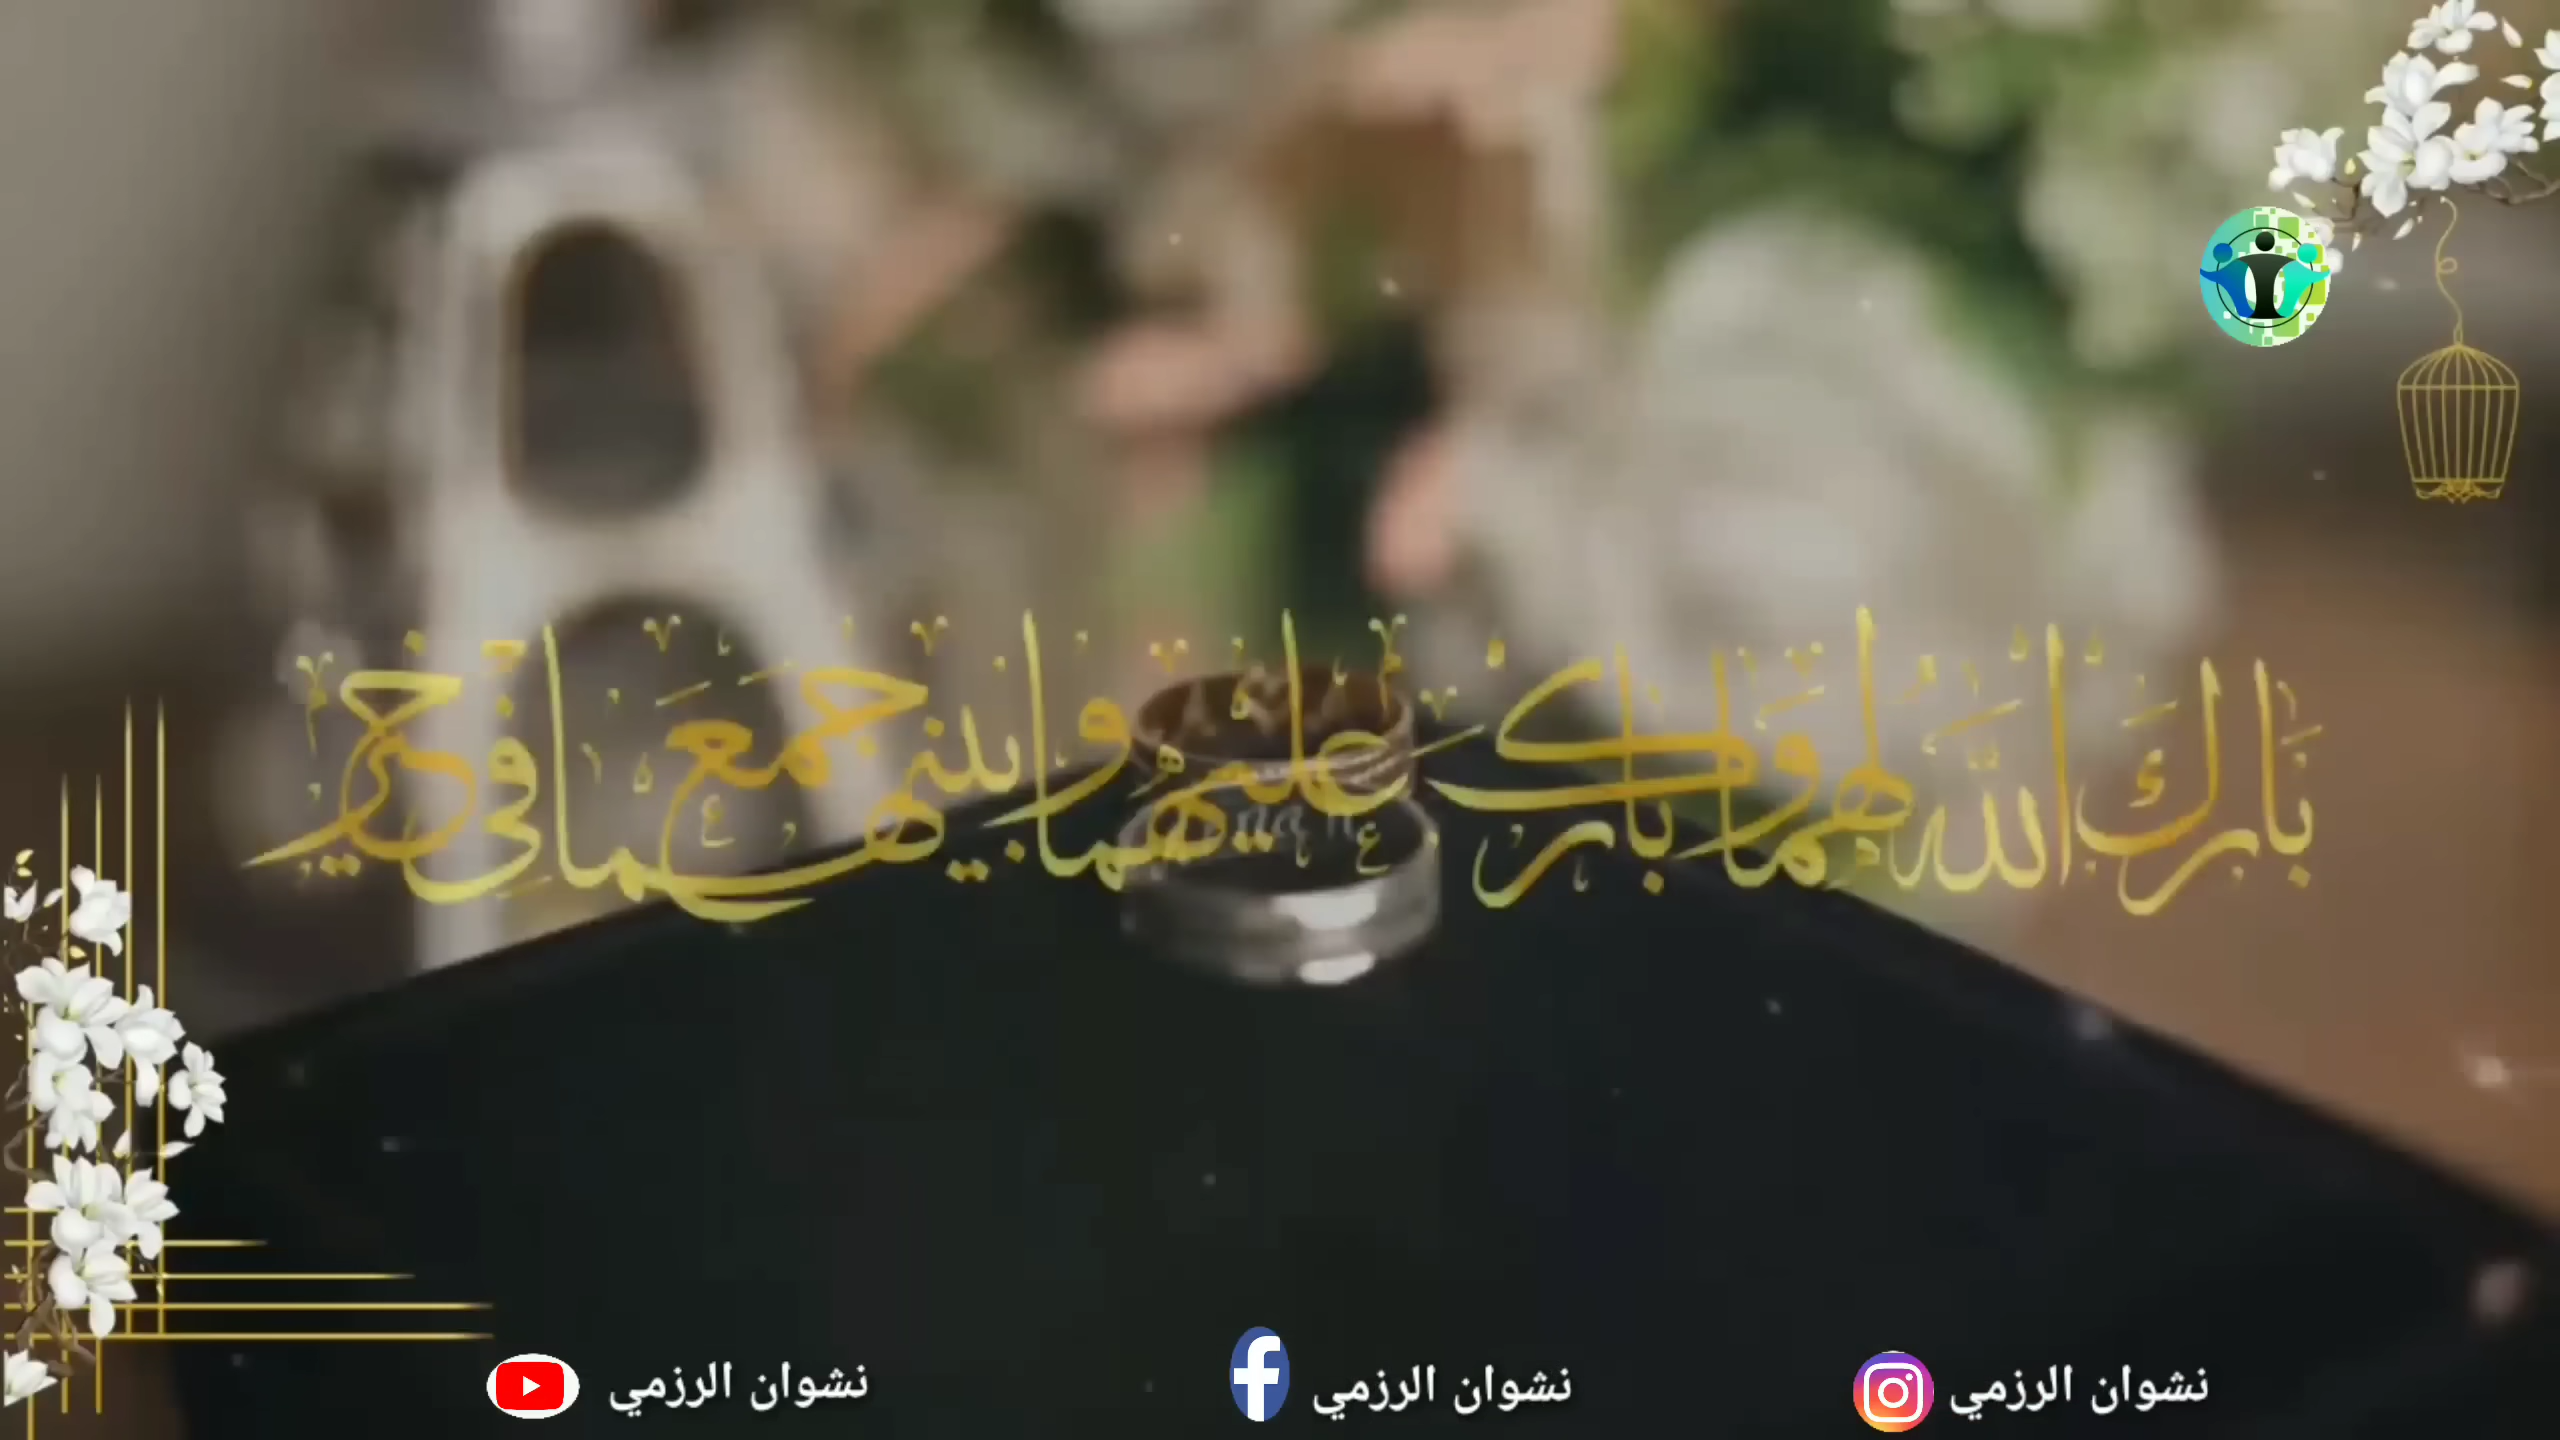 بارك الله لهما وبارك عليهما وجمع بينهما في خير
نشوان الرزمي
نشوان الرزمي
نشوان الرزمي